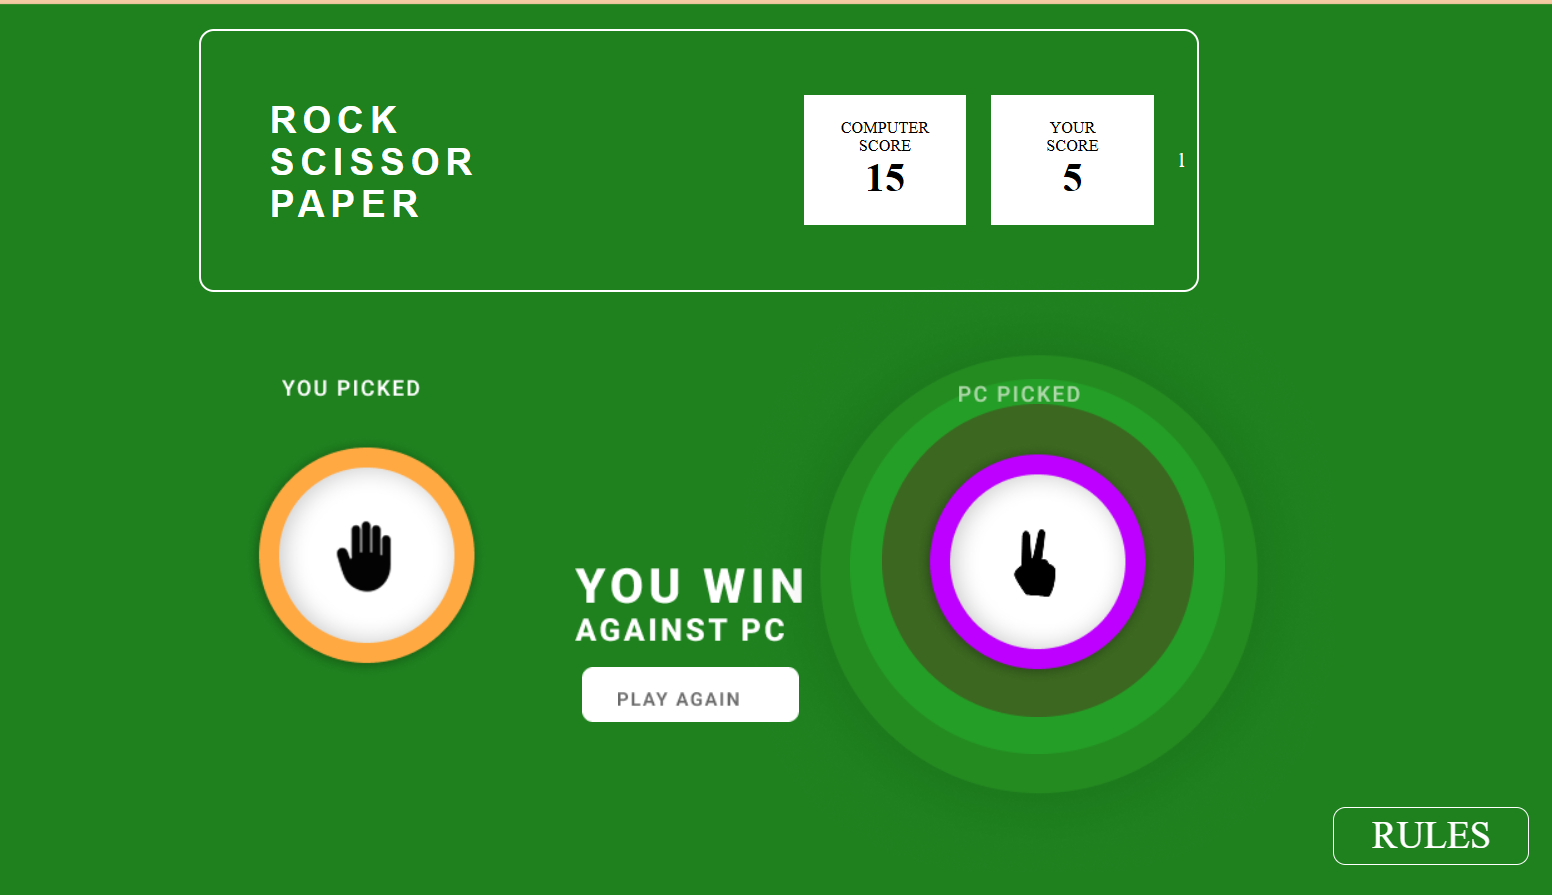 ROCK
SCISSOR
PAPER
COMPUTER
SCORE
15
YOUR
SCORE
5
l
YOU PICKED
PC PICKED
YOU WIN
AGAINST PC
PLAY AGAIN
RULES